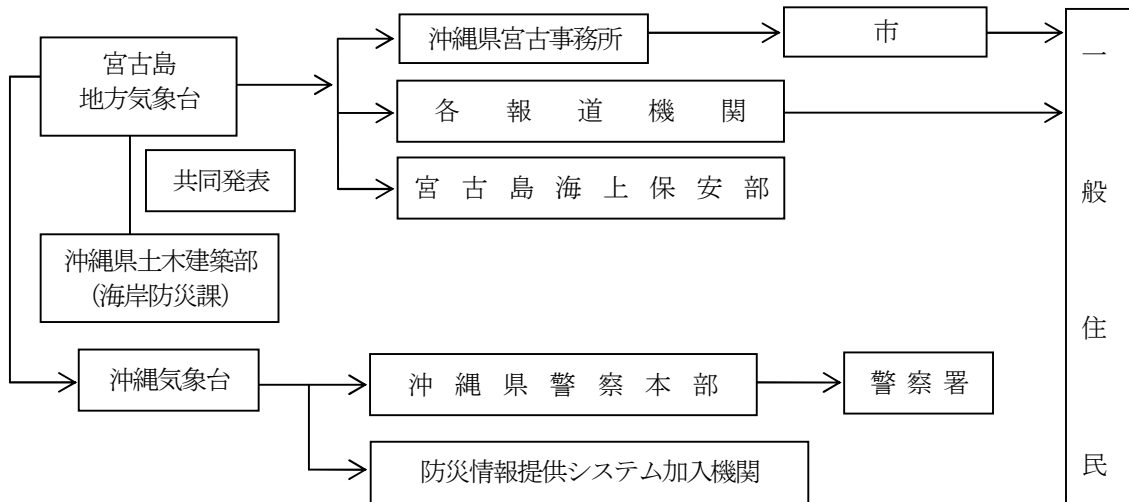 宮古島
地方気象台
共同発表
沖縄県土木建築部
(海岸防災課)
沖縄気象台
沖縄県宮古事務所
市
各報道機関
宮古島海上保安部
沖縄県警察本部
警察署
防災情報提供システム加入機関
一般住民